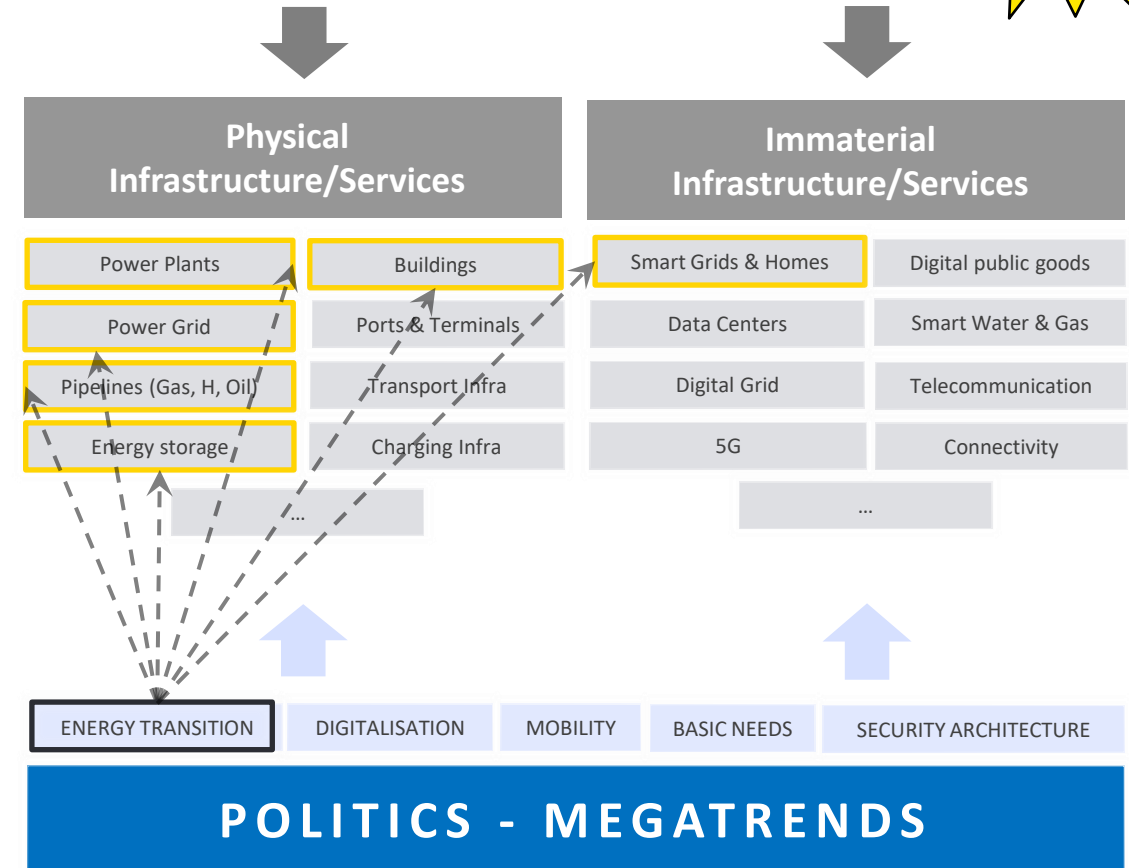 Physical
Infrastructure/Services
Immaterial
Infrastructure/Services
Power Plants
Buildings
Smart Grids & Homes
Digital public goods
Power Grid
Ports & Terminals
Data Centers
Smart Water & Gas
Pipelines (Gas, H, Oil)
Transport Infra
Digital Grid
Telecommunication
Energy storage
Charging Infra
5G
Connectivity
...
...
ENERGY TRANSITION
DIGITALISATION
MOBILITY
BASIC NEEDS
SECURITY ARCHITECTURE
POLITICS - MEGATRENDS